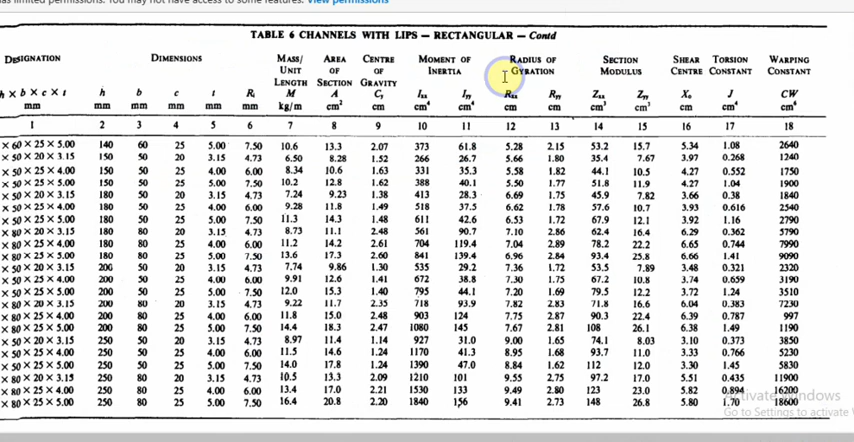 has limited permissions. You may not have access to some features. View permissions
TABLE 6 CHANNELS WITH LIPS — RECTANGULAR — Contd
DESIGNATION DIMENSIONS MASS/ AREA CENTRE MOMENT OF RADIUS OF SECTION SHEAR TORSION WARPING
UNIT OF OF INERTIA GYRATION MODULUS CENTRE CONSTANT CONSTANT
LENGTH SECTION GRAVITY
h × b × c × t h b c t Ri M A Cy Ixx Iyy Rxx Ryy Zxx Zyy Xo J CW
mm mm mm mm mm mm kg/m cm² cm cm⁴ cm⁴ cm cm cm³ cm³ cm cm⁴ cm⁶
1 2 3 4 5 6 7 8 9 10 11 12 13 14 15 16 17 18
× 60 × 25 × 5.00 140 60 25 5.00 7.50 10.6 13.3 2.07 373 61.8 5.28 2.15 53.2 15.7 5.34 1.08 2640
× 50 × 20 × 3.15 150 50 20 3.15 4.73 6.50 8.28 1.52 266 26.7 5.66 1.80 35.4 7.67 3.97 0.268 1240
× 50 × 25 × 4.00 150 50 25 4.00 6.00 8.34 10.6 1.63 331 35.3 5.58 1.82 44.1 10.5 4.27 0.552 1750
× 50 × 25 × 5.00 150 50 25 5.00 7.50 10.2 12.8 1.62 388 40.1 5.50 1.77 51.8 11.9 4.27 1.04 1900
× 50 × 20 × 3.15 180 50 20 3.15 4.73 7.24 9.23 1.38 413 28.3 6.69 1.75 45.9 7.82 3.66 0.38 1840
× 50 × 25 × 4.00 180 50 25 4.00 6.00 9.28 11.8 1.49 518 37.5 6.62 1.78 57.6 10.7 3.93 0.616 2540
× 50 × 25 × 5.00 180 50 25 5.00 7.50 11.3 14.3 1.48 611 42.6 6.53 1.72 67.9 12.1 3.92 1.16 2790
× 80 × 20 × 3.15 180 80 20 3.15 4.73 8.73 11.1 2.48 561 90.7 7.10 2.86 62.4 16.4 6.29 0.362 5790
× 80 × 25 × 4.00 180 80 25 4.00 6.00 11.2 14.2 2.61 704 119.4 7.04 2.89 78.2 22.2 6.65 0.744 7990
× 80 × 25 × 5.00 180 80 25 5.00 7.50 13.6 17.3 2.60 841 139.4 6.96 2.84 93.4 25.8 6.66 1.41 9090
× 50 × 20 × 3.15 200 50 20 3.15 4.73 7.74 9.86 1.30 535 29.2 7.36 1.72 53.5 7.89 3.48 0.321 2320
× 50 × 25 × 4.00 200 50 25 4.00 6.00 9.91 12.6 1.41 672 38.8 7.30 1.75 67.2 10.8 3.74 0.659 3190
× 50 × 25 × 5.00 200 50 25 5.00 7.50 12.0 15.3 1.40 795 44.1 7.20 1.69 79.5 12.2 3.72 1.24 3510
× 80 × 20 × 3.15 200 80 20 3.15 4.73 9.22 11.7 2.35 718 93.9 7.82 2.83 71.8 16.6 6.04 0.383 7230
× 80 × 25 × 4.00 200 80 25 4.00 6.00 11.8 15.0 2.48 903 124 7.75 2.87 90.3 22.4 6.39 0.787 997
× 80 × 25 × 5.00 200 80 25 5.00 7.50 14.4 18.3 2.47 1080 145 7.67 2.81 108 26.1 6.38 1.49 1190
× 50 × 20 × 3.15 250 50 20 3.15 4.73 8.97 11.4 1.14 927 31.0 9.00 1.65 74.1 8.03 3.10 0.373 3850
× 50 × 25 × 4.00 250 50 25 4.00 6.00 11.5 14.6 1.24 1170 41.3 8.95 1.68 93.7 11.0 3.33 0.766 5230
× 50 × 25 × 5.00 250 50 25 5.00 7.50 14.0 17.8 1.24 1390 47.0 8.84 1.62 112 12.0 3.30 1.45 5830
× 80 × 20 × 3.15 250 80 20 3.15 4.73 10.5 13.3 2.09 1210 101 9.55 2.75 97.2 17.0 5.51 0.435 11900
× 80 × 25 × 4.00 250 80 25 4.00 6.00 13.4 17.0 2.21 1530 133 9.49 2.80 123 23.0 5.82 0.894 16200
× 80 × 25 × 5.00 250 80 25 5.00 7.50 16.4 20.8 2.20 1840 156 9.41 2.73 148 26.8 5.80 1.70 18600
Activate Windows
Go to Settings to activate